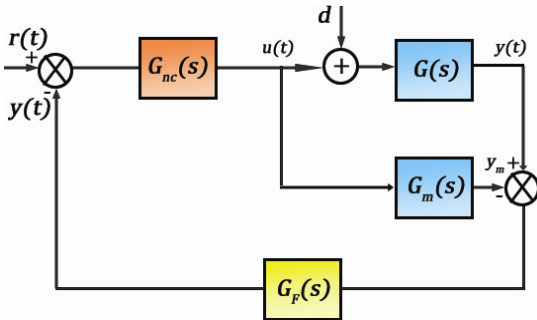 d
r(t)
+
-
y(t)
G_nc(s)
u(t)
+
G(s)
y(t)
y_m
+
-
G_m(s)
G_F(s)